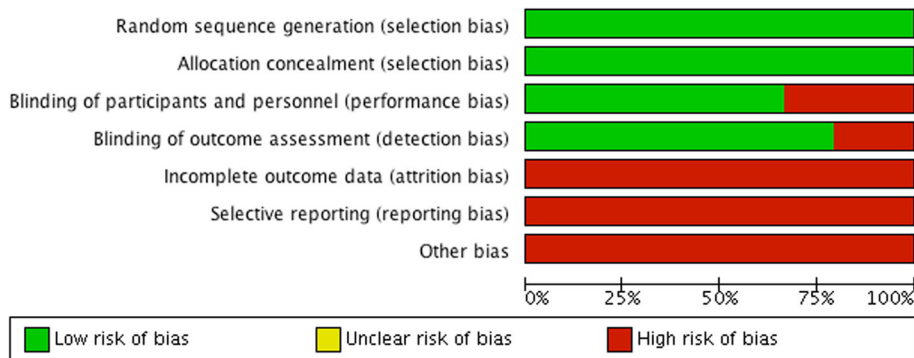 Random sequence generation (selection bias)
Allocation concealment (selection bias)
Blinding of participants and personnel (performance bias)
Blinding of outcome assessment (detection bias)
Incomplete outcome data (attrition bias)
Selective reporting (reporting bias)
Other bias
0% 25% 50% 75% 100%
Low risk of bias Unclear risk of bias High risk of bias